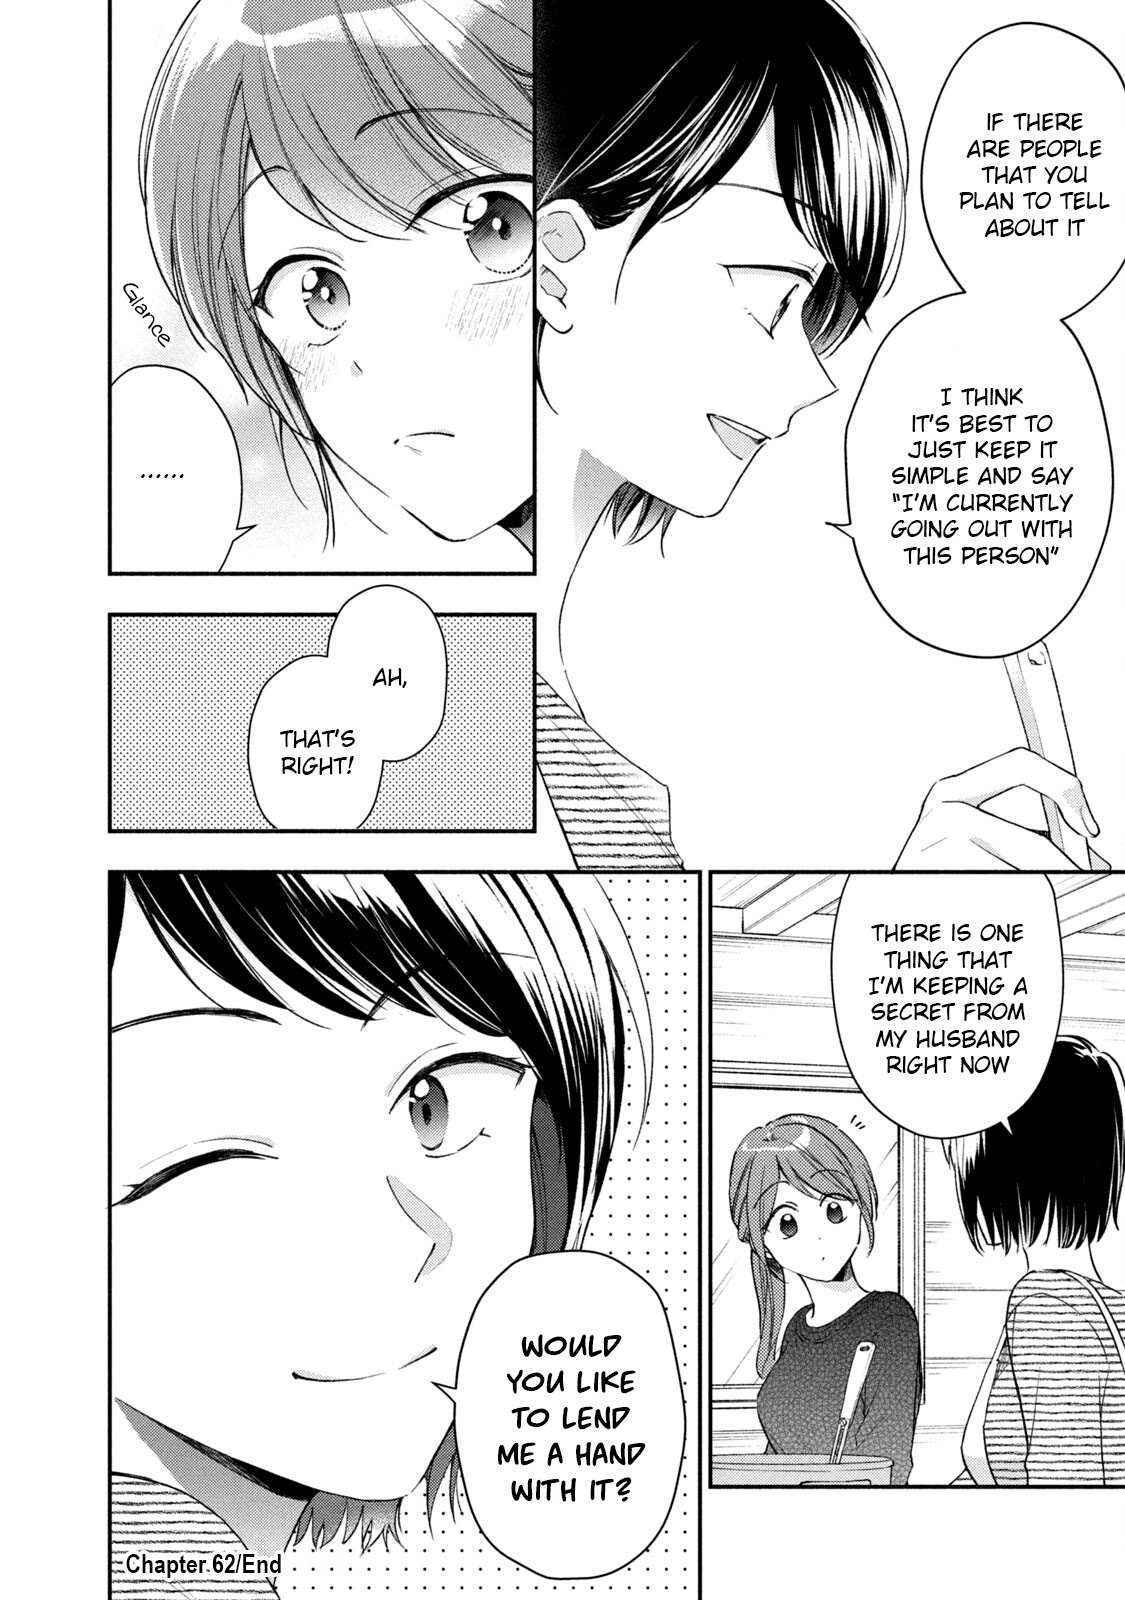 IF THERE
ARE PEOPLE
THAT YOU
PLAN TO TELL
ABOUT IT
I THINK
IT'S BEST TO
JUST KEEP IT
SIMPLE AND SAY
"I'M CURRENTLY
GOING OUT WITH
THIS PERSON"
Glance
......
AH,
THAT'S
RIGHT!
THERE IS ONE
THING THAT
I'M KEEPING A
SECRET FROM
MY HUSBAND
RIGHT NOW
WOULD
YOU LIKE
TO LEND
ME A HAND
WITH IT?
Chapter 62/End